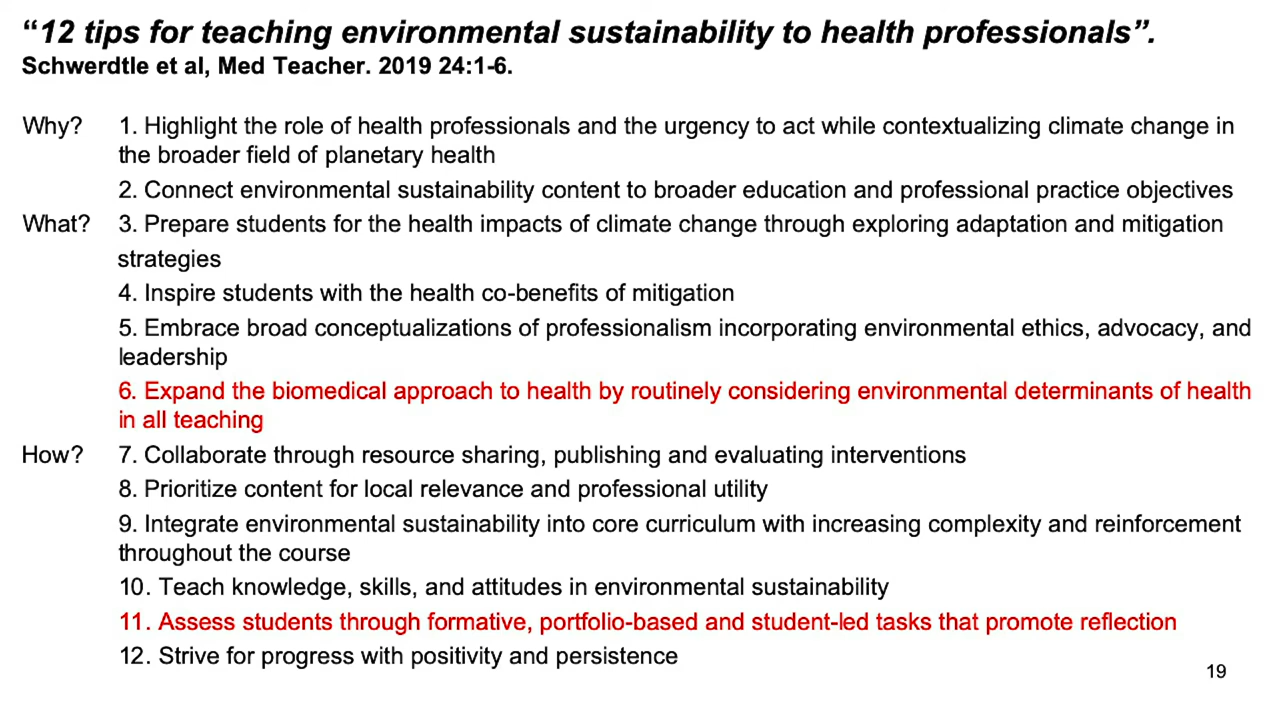 “12 tips for teaching environmental sustainability to health professionals”.
Schwerdtle et al, Med Teacher. 2019 24:1-6.
Why? 1. Highlight the role of health professionals and the urgency to act while contextualizing climate change in
the broader field of planetary health
2. Connect environmental sustainability content to broader education and professional practice objectives
What? 3. Prepare students for the health impacts of climate change through exploring adaptation and mitigation
strategies
4. Inspire students with the health co-benefits of mitigation
5. Embrace broad conceptualizations of professionalism incorporating environmental ethics, advocacy, and
leadership
6. Expand the biomedical approach to health by routinely considering environmental determinants of health
in all teaching
How? 7. Collaborate through resource sharing, publishing and evaluating interventions
8. Prioritize content for local relevance and professional utility
9. Integrate environmental sustainability into core curriculum with increasing complexity and reinforcement
throughout the course
10. Teach knowledge, skills, and attitudes in environmental sustainability
11. Assess students through formative, portfolio-based and student-led tasks that promote reflection
12. Strive for progress with positivity and persistence
19